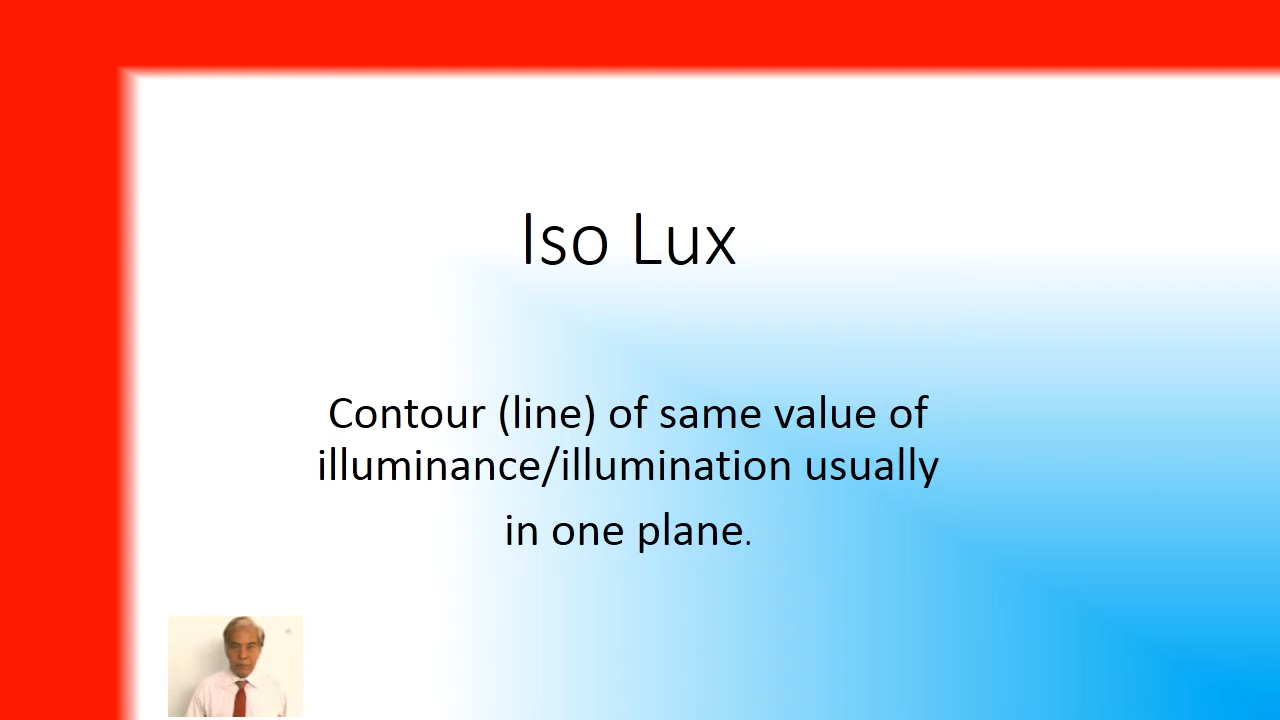 Iso Lux
Contour (line) of same value of
illuminance/illumination usually
in one plane.